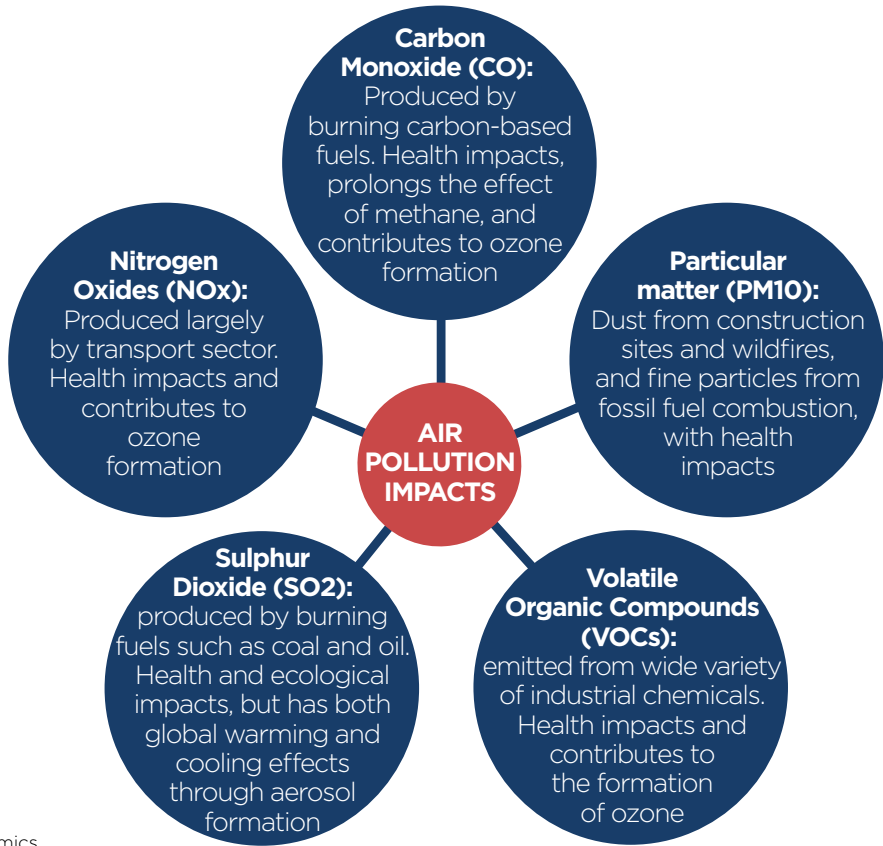 Carbon
Monoxide (CO):
Produced by
burning carbon-based
fuels. Health impacts,
prolongs the effect
of methane, and
contributes to ozone
formation
Nitrogen
Oxides (NOx):
Produced largely
by transport sector.
Health impacts and
contributes to
ozone
formation
Particular
matter (PM10):
Dust from construction
sites and wildfires,
and fine particles from
fossil fuel combustion,
with health
impacts
AIR
POLLUTION
IMPACTS
Sulphur
Dioxide (SO2):
produced by burning
fuels such as coal and oil.
Health and ecological
impacts, but has both
global warming and
cooling effects
through aerosol
formation
Volatile
Organic Compounds
(VOCs):
emitted from wide variety
of industrial chemicals.
Health impacts and
contributes to
the formation
of ozone